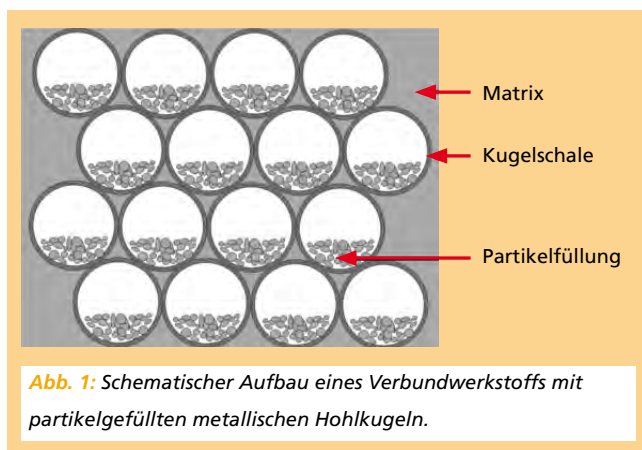 Matrix
Kugelschale
Partikelfüllung
Abb. 1: Schematischer Aufbau eines Verbundwerkstoffs mit
partikelgefüllten metallischen Hohlkugeln.